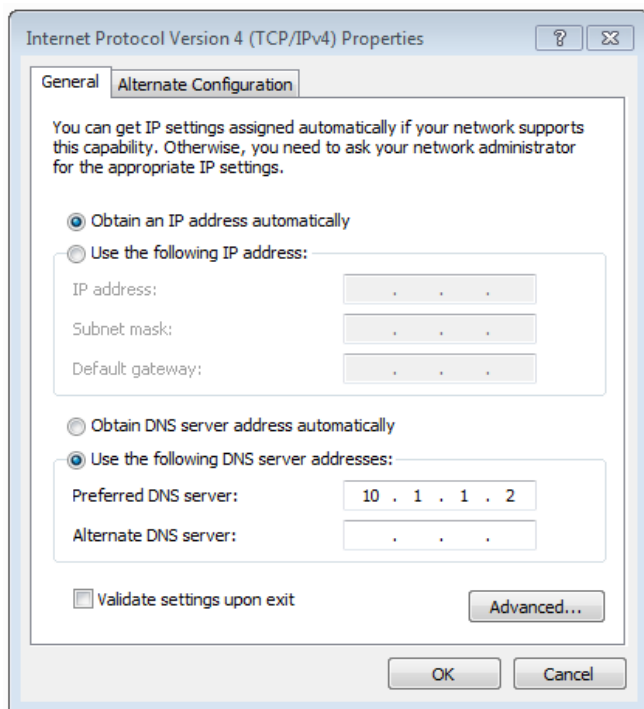 Internet Protocol Version 4 (TCP/IPv4) Properties
General
Alternate Configuration
You can get IP settings assigned automatically if your network supports
this capability. Otherwise, you need to ask your network administrator
for the appropriate IP settings.
Obtain an IP address automatically
Use the following IP address:
IP address: . . .
Subnet mask: . . .
Default gateway: . . .
Obtain DNS server address automatically
Use the following DNS server addresses:
Preferred DNS server: 10 . 1 . 1 . 2
Alternate DNS server: . . .
Validate settings upon exit
Advanced...
OK
Cancel